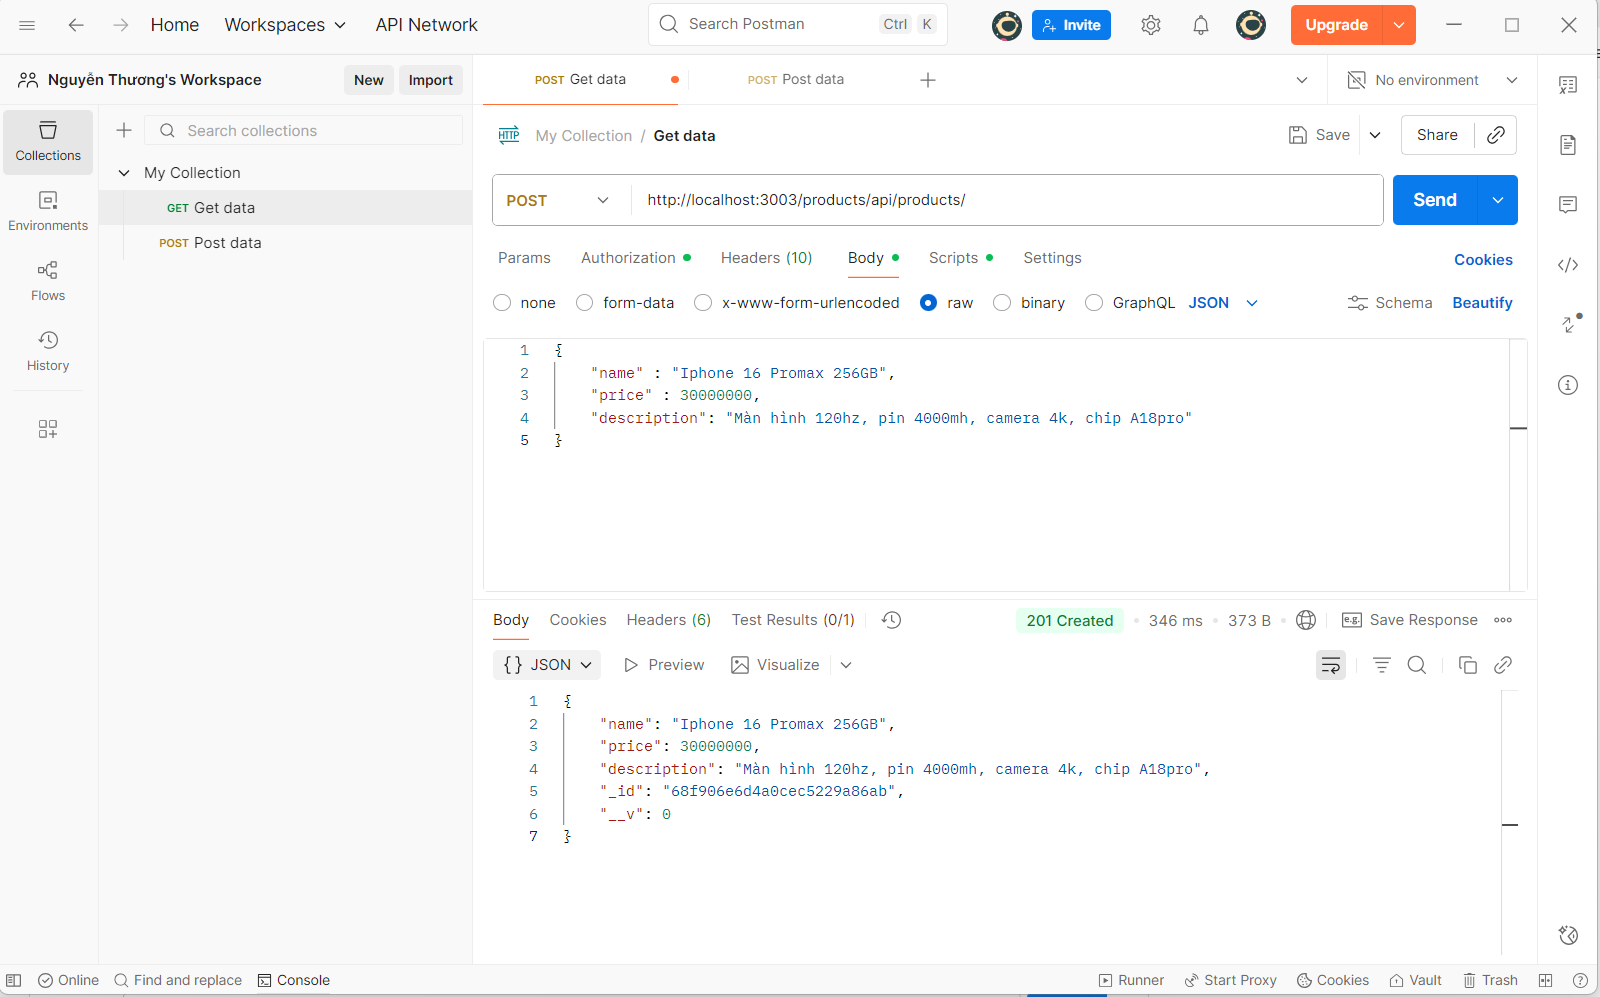 Home Workspaces API Network Search Postman Ctrl K Invite Upgrade
Nguyễn Thương's Workspace New Import
POST Get data POST Post data No environment
Collections
Search collections
My Collection
GET Get data
POST Post data
Environments
Flows
History
HTTP My Collection / Get data Save Share
POST http://localhost:3003/products/api/products/ Send
Params Authorization Headers (10) Body Scripts Settings Cookies
none form-data x-www-form-urlencoded raw binary GraphQL JSON Schema Beautify
1 {
2 "name" : "Iphone 16 Promax 256GB",
3 "price" : 30000000,
4 "description": "Màn hình 120hz, pin 4000mh, camera 4k, chip A18pro"
5 }
Body Cookies Headers (6) Test Results (0/1) 201 Created 346 ms 373 B e.g. Save Response
{} JSON Preview Visualize
1 {
2 "name": "Iphone 16 Promax 256GB",
3 "price": 30000000,
4 "description": "Màn hình 120hz, pin 4000mh, camera 4k, chip A18pro",
5 "_id": "68f906e6d4a0cec5229a86ab",
6 "__v": 0
7 }
Online Find and replace Console Runner Start Proxy Cookies Vault Trash